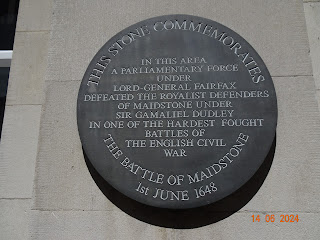 THIS STONE COMMEMORATES
IN THIS AREA
A PARLIAMENTARY FORCE
UNDER
LORD-GENERAL FAIRFAX
DEFEATED THE ROYALIST DEFENDERS
OF MAIDSTONE UNDER
SIR GAMALIEL DUDLEY
IN ONE OF THE HARDEST FOUGHT
BATTLES OF
THE ENGLISH CIVIL
WAR
THE BATTLE OF MAIDSTONE
1st JUNE 1648
14 05 2024